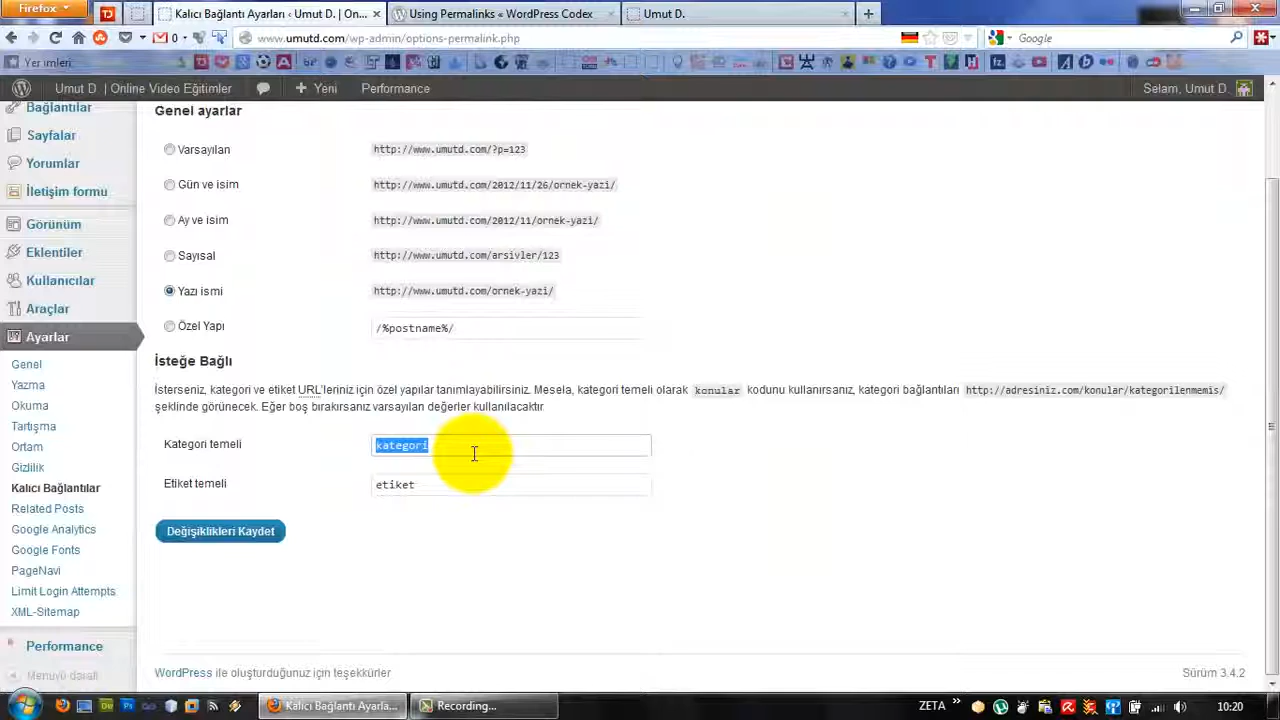 Firefox
Kalıcı Bağlantı Ayarları ‹ Umut D. | On...
Using Permalinks « WordPress Codex
Umut D.
0
www.umutd.com/wp-admin/options-permalink.php
Google
Yer imleri
Umut D. | Online Video Eğitimler
Yeni
Performance
Selam, Umut D.
Bağlantılar
Sayfalar
Yorumlar
İletişim formu
Görünüm
Eklentiler
Kullanıcılar
Araçlar
Ayarlar
Genel
Yazma
Okuma
Tartışma
Ortam
Gizlilik
Kalıcı Bağlantılar
Related Posts
Google Analytics
Google Fonts
PageNavi
Limit Login Attempts
XML-Sitemap
Performance
Menüyü daralt
Genel ayarlar
Varsayılan http://www.umutd.com/?p=123
Gün ve isim http://www.umutd.com/2012/11/26/ornek-yazi/
Ay ve isim http://www.umutd.com/2012/11/ornek-yazi/
Sayısal http://www.umutd.com/arsivler/123
Yazı ismi http://www.umutd.com/ornek-yazi/
Özel Yapı /%postname%/
İsteğe Bağlı
İsterseniz, kategori ve etiket URL'leriniz için özel yapılar tanımlayabilirsiniz. Mesela, kategori temeli olarak konular kodunu kullanırsanız, kategori bağlantıları http://adresiniz.com/konular/kategorilenmemis/
şeklinde görünecek. Eğer boş bırakırsanız varsayılan değerler kullanılacaktır.
Kategori temeli kategori
Etiket temeli etiket
Değişiklikleri Kaydet
WordPress ile oluşturduğunuz için teşekkürler
Sürüm 3.4.2
Kalıcı Bağlantı Ayarla...
Recording...
ZETA
10:20